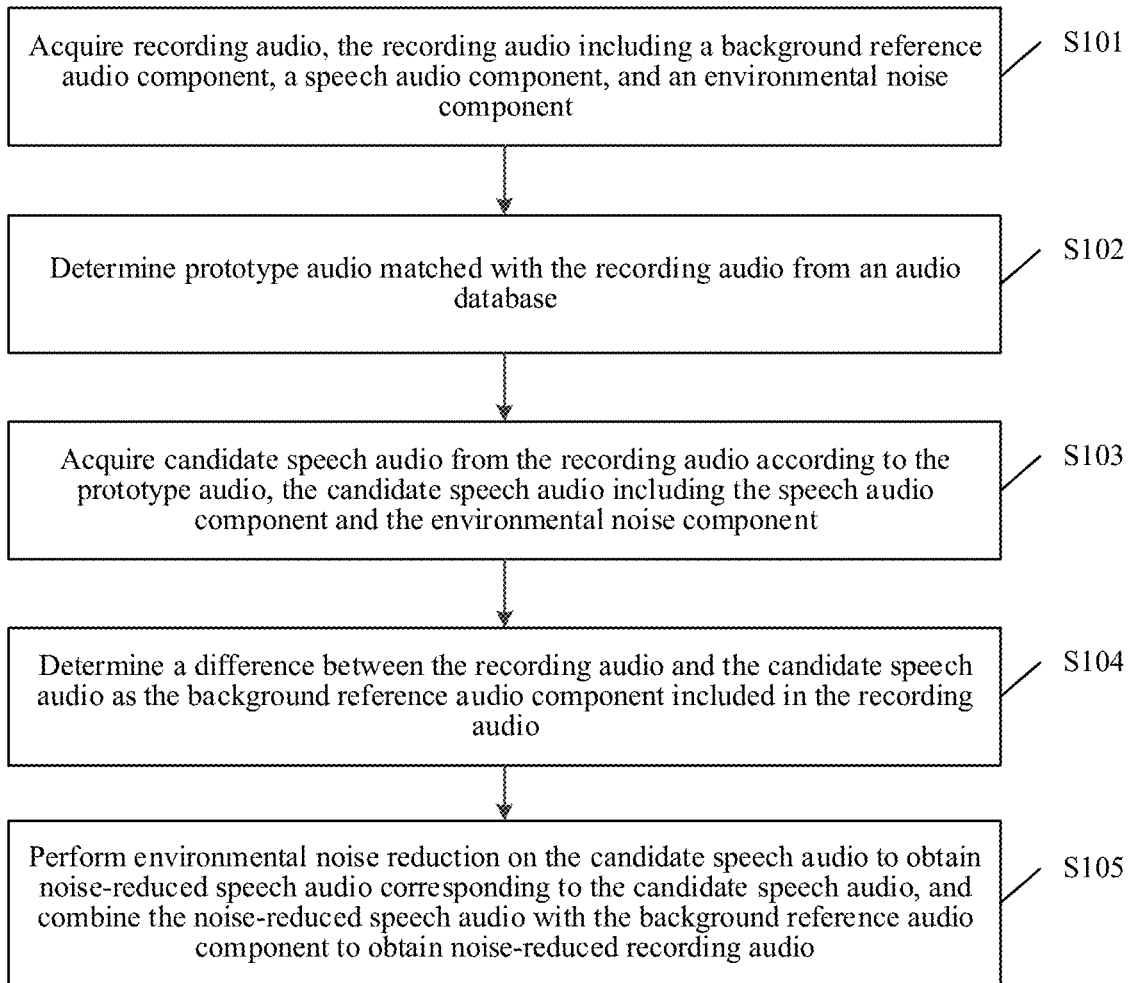 Acquire recording audio, the recording audio including a background reference
audio component, a speech audio component, and an environmental noise
component
S101
Determine prototype audio matched with the recording audio from an audio
database
S102
Acquire candidate speech audio from the recording audio according to the
prototype audio, the candidate speech audio including the speech audio
component and the environmental noise component
S103
Determine a difference between the recording audio and the candidate speech
audio as the background reference audio component included in the recording
audio
S104
Perform environmental noise reduction on the candidate speech audio to obtain
noise-reduced speech audio corresponding to the candidate speech audio, and
combine the noise-reduced speech audio with the background reference audio
component to obtain noise-reduced recording audio
S105